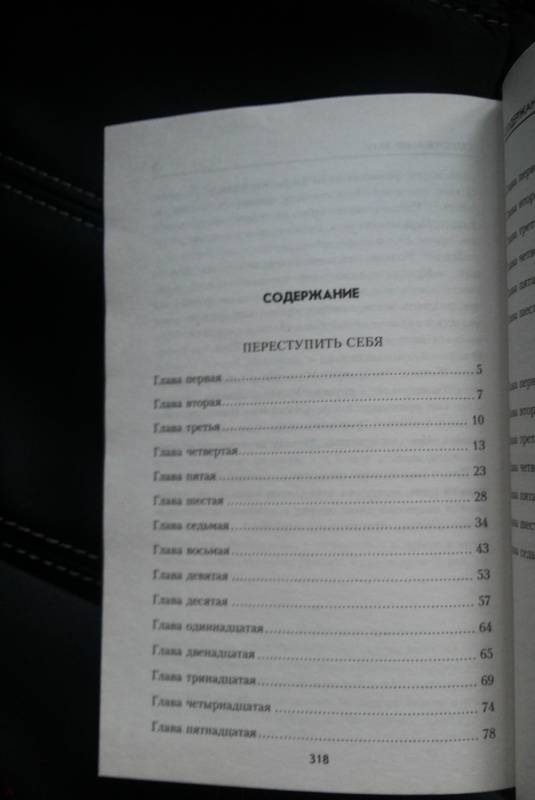 СОДЕРЖАНИЕ
ПЕРЕСТУПИТЬ СЕБЯ
Глава первая 5
Глава вторая 7
Глава третья 10
Глава четвертая 13
Глава пятая 23
Глава шестая 28
Глава седьмая 34
Глава восьмая 43
Глава девятая 53
Глава десятая 57
Глава одиннадцатая 64
Глава двенадцатая 65
Глава тринадцатая 69
Глава четырнадцатая 74
Глава пятнадцатая 78
318